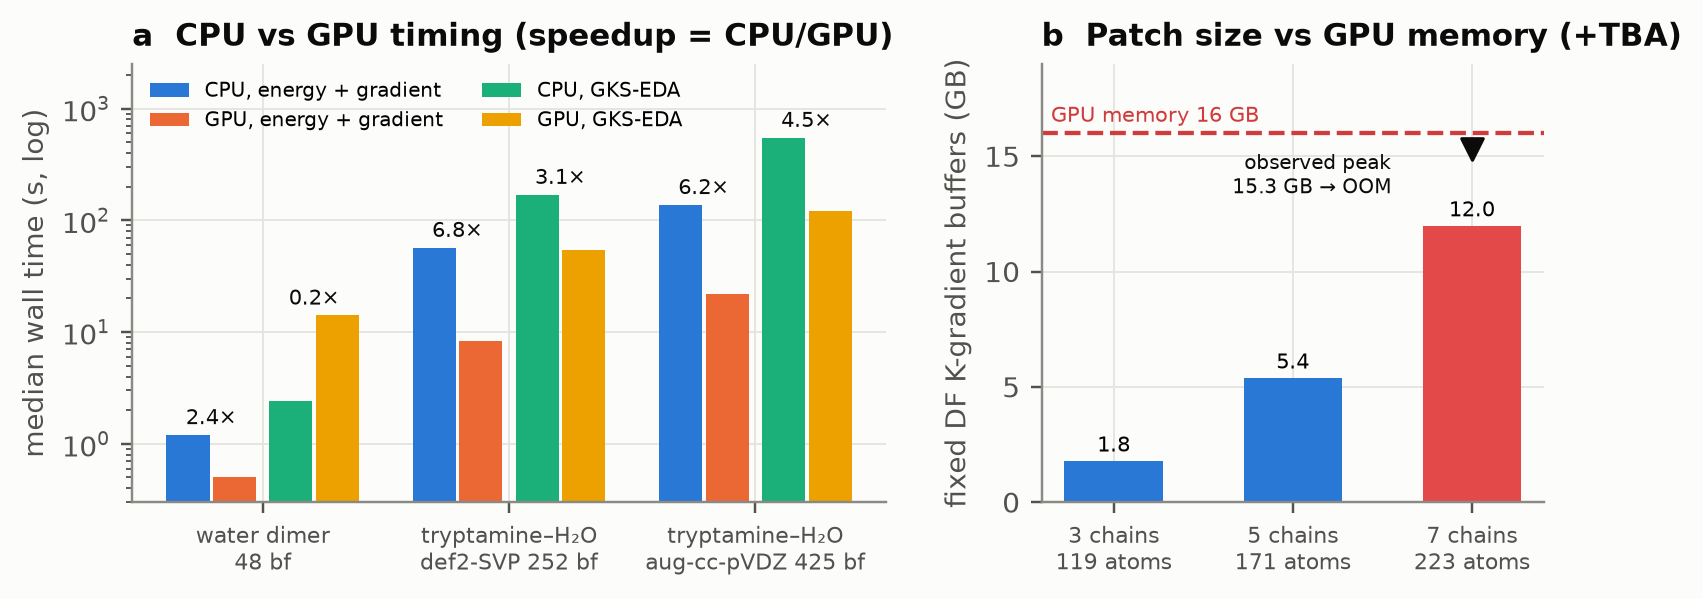 a CPU vs GPU timing (speedup = CPU/GPU)
median wall time (s, log)
10³
10²
10¹
10⁰
CPU, energy + gradient
GPU, energy + gradient
CPU, GKS-EDA
GPU, GKS-EDA
2.4×
0.2×
6.8×
3.1×
6.2×
4.5×
water dimer
48 bf
tryptamine–H₂O
def2-SVP 252 bf
tryptamine–H₂O
aug-cc-pVDZ 425 bf
b Patch size vs GPU memory (+TBA)
fixed DF K-gradient buffers (GB)
15
10
5
0
GPU memory 16 GB
observed peak
15.3 GB → OOM
1.8
5.4
12.0
3 chains
119 atoms
5 chains
171 atoms
7 chains
223 atoms